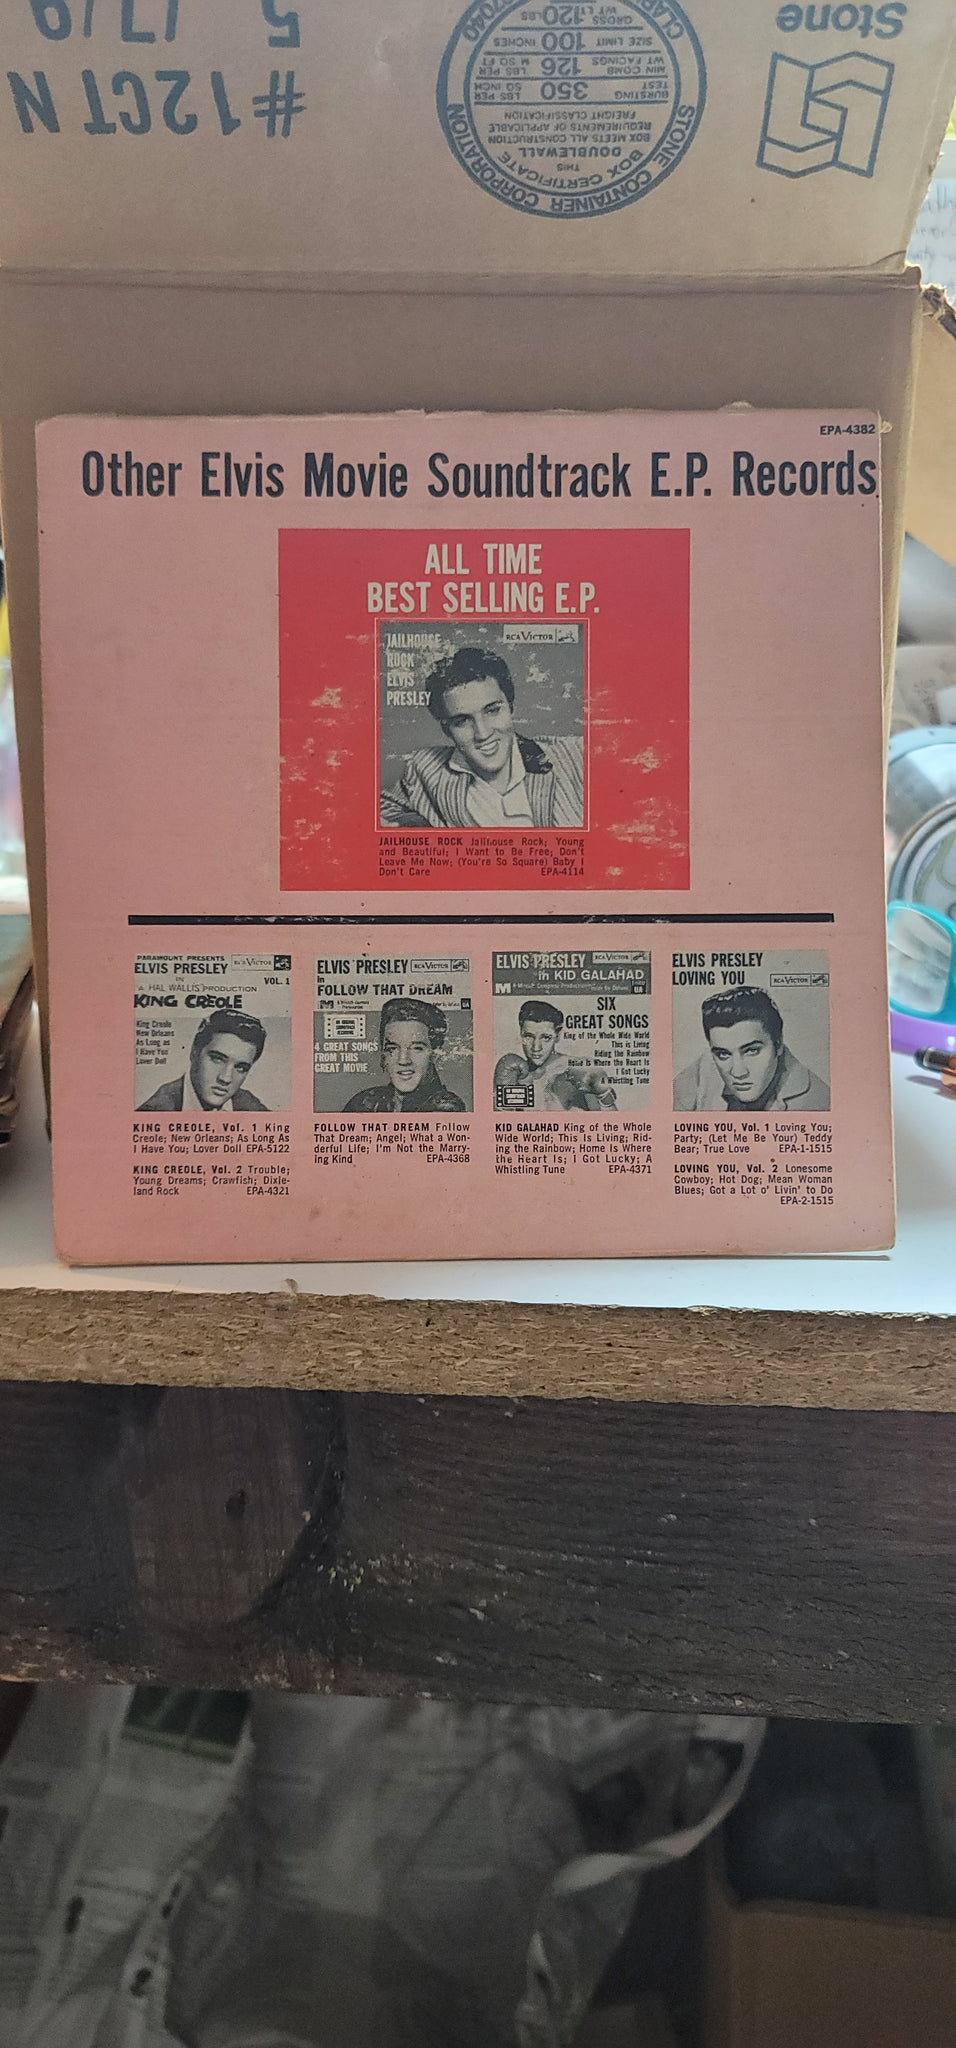 #12CT N
5 /7/9
STONE CONTAINER CORPORATION
BOX CERTIFICATE
THIS
DOUBLEWALL
BOX MEETS ALL CONSTRUCTION
REQUIREMENTS OF APPLICABLE
FREIGHT CLASSIFICATION
BURSTING TEST 350 LBS PER SQ INCH
MIN COMB WT FACINGS 126 LBS PER M SQ FT
SIZE LIMIT 100 INCHES
GROSS WT LT 120 LBS
Stone
EPA-4382
Other Elvis Movie Soundtrack E.P. Records
ALL TIME
BEST SELLING E.P.
JAILHOUSE
ROCK
ELVIS
PRESLEY
RCA VICTOR
JAILHOUSE ROCK Jailhouse Rock; Young
and Beautiful; I Want to Be Free; Don't
Leave Me Now; (You're So Square) Baby I
Don't Care EPA-4114
PARAMOUNT PRESENTS
ELVIS PRESLEY
RCA VICTOR
IN
VOL. 1
A HAL WALLIS PRODUCTION
KING CREOLE
King Creole
New Orleans
As Long as
I Have You
Lover Doll
KING CREOLE, Vol. 1 King
Creole; New Orleans; As Long As
I Have You; Lover Doll EPA-5122
KING CREOLE, Vol. 2 Trouble;
Young Dreams; Crawfish; Dixie-
land Rock EPA-4321
ELVIS PRESLEY
RCA VICTOR
in
FOLLOW THAT DREAM
4 GREAT SONGS
FROM THIS
GREAT MOVIE
FOLLOW THAT DREAM Follow
That Dream; Angel; What a Won-
derful Life; I'm Not the Marry-
ing Kind EPA-4368
ELVIS PRESLEY
RCA VICTOR
in KID GALAHAD
SIX
GREAT SONGS
King of the Whole Wide World
This is Living
Riding the Rainbow
Home Is Where the Heart Is
I Got Lucky
A Whistling Tune
KID GALAHAD King of the Whole
Wide World; This Is Living; Rid-
ing the Rainbow; Home Is Where
the Heart Is; I Got Lucky; A
Whistling Tune EPA-4371
ELVIS PRESLEY
LOVING YOU
RCA VICTOR
LOVING YOU, Vol. 1 Loving You;
Party; (Let Me Be Your) Teddy
Bear; True Love EPA-1-1515
LOVING YOU, Vol. 2 Lonesome
Cowboy; Hot Dog; Mean Woman
Blues; Got a Lot o' Livin' to Do
EPA-2-1515